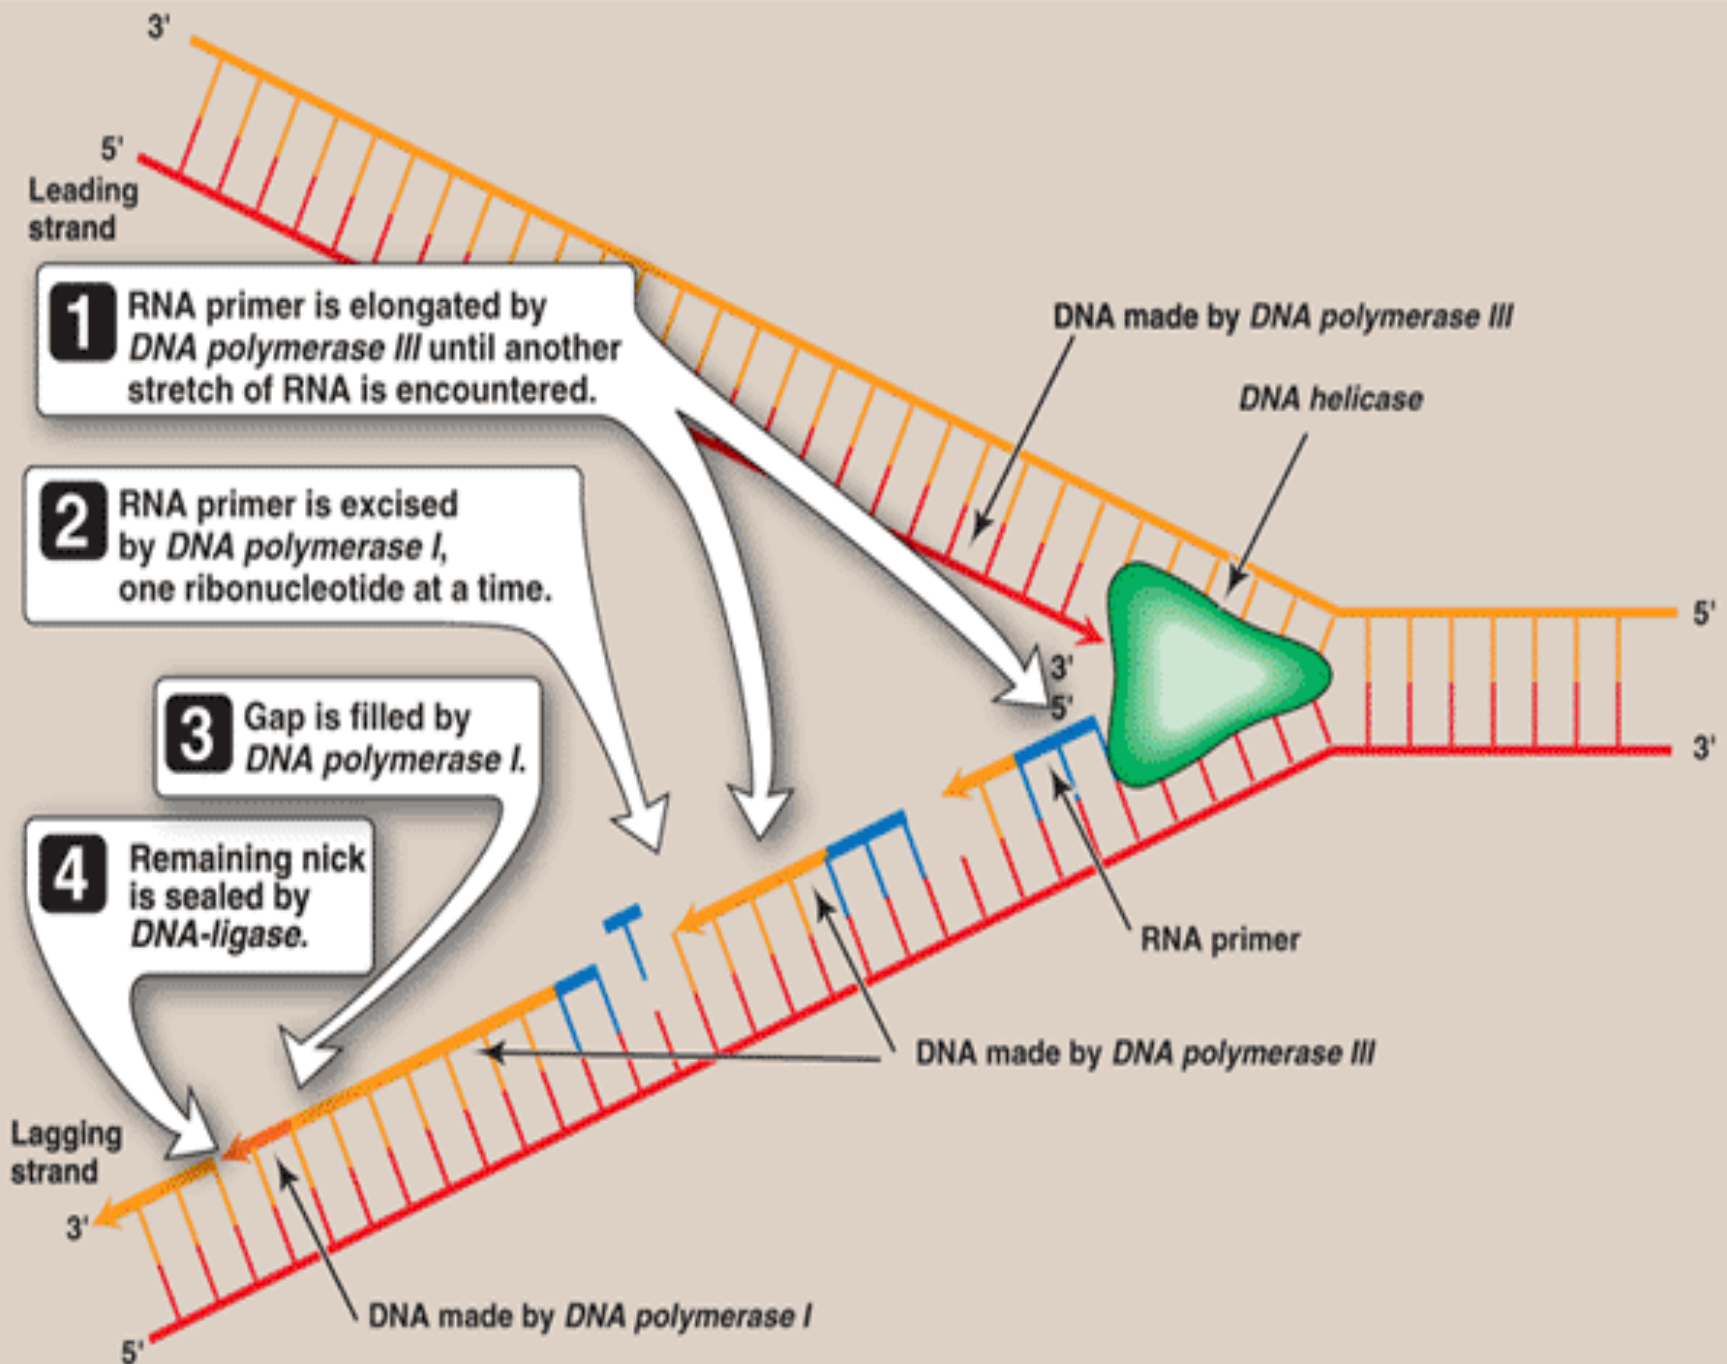 3'
5'
Leading
strand
1 RNA primer is elongated by
DNA polymerase III until another
stretch of RNA is encountered.
DNA made by DNA polymerase III
DNA helicase
2 RNA primer is excised
by DNA polymerase I,
one ribonucleotide at a time.
5'
3'
3'
5'
3 Gap is filled by
DNA polymerase I.
4 Remaining nick
is sealed by
DNA-ligase.
RNA primer
DNA made by DNA polymerase III
Lagging
strand
3'
5'
DNA made by DNA polymerase I